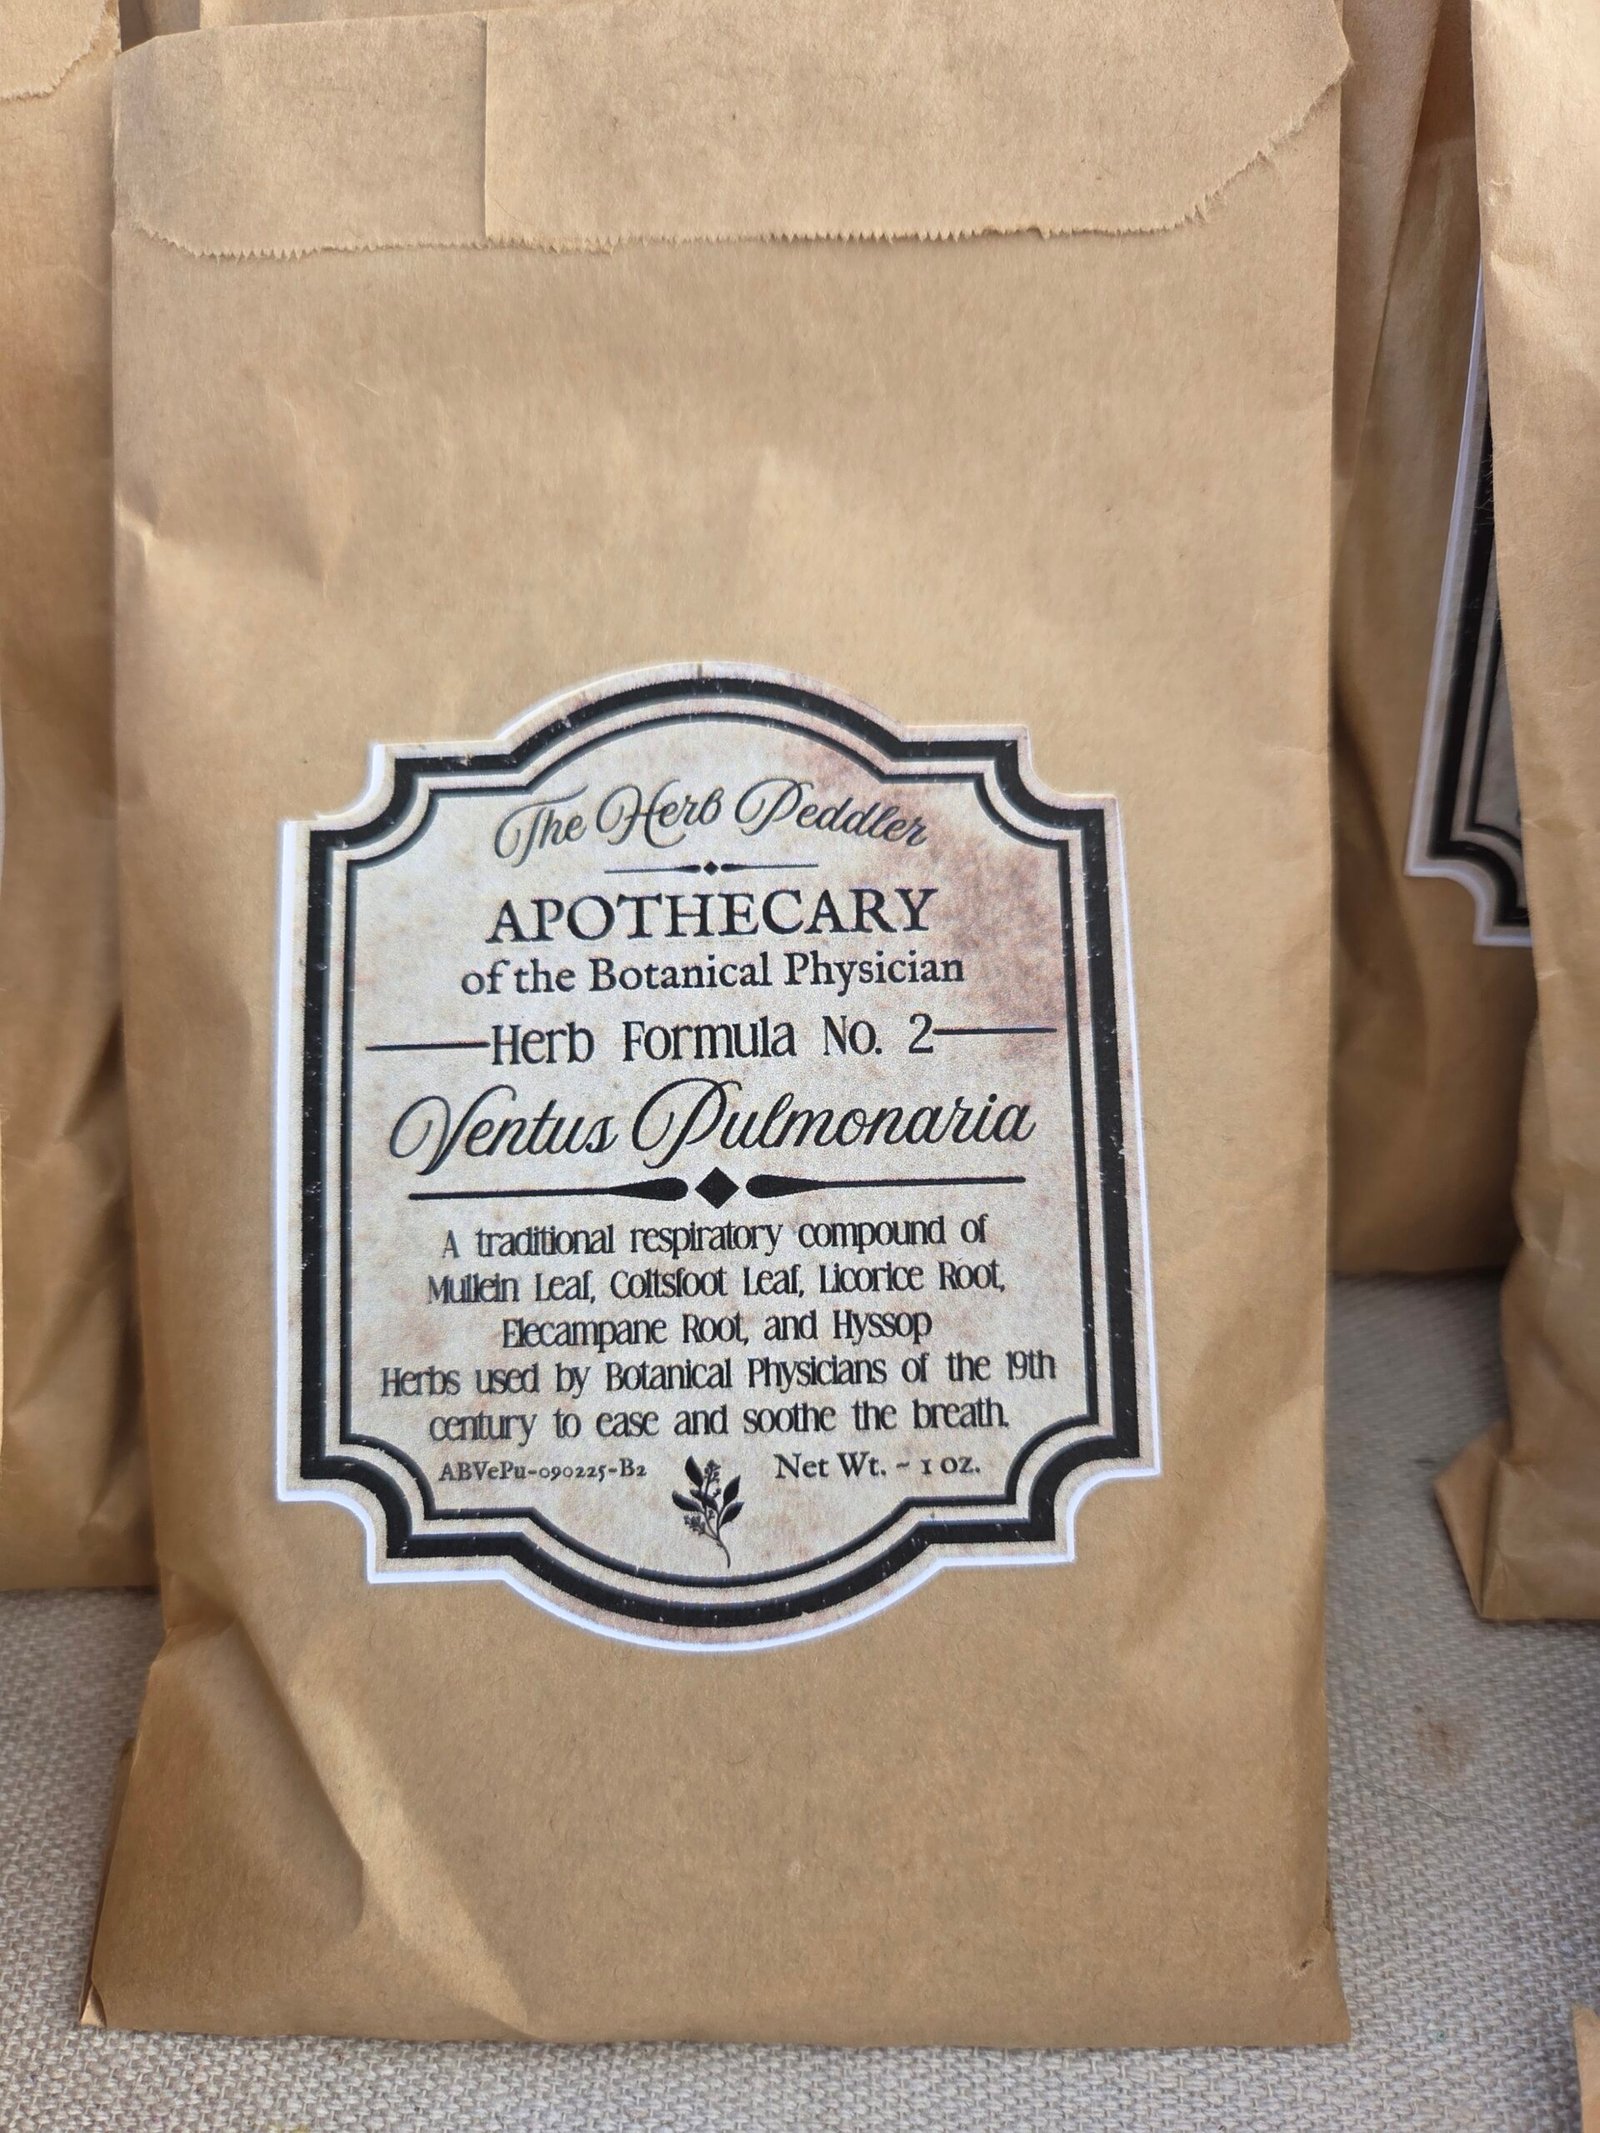 The Herb Peddler
APOTHECARY
of the Botanical Physician
Herb Formula No. 2
Ventus Pulmonaria
A traditional respiratory compound of
Mullein Leaf, Coltsfoot Leaf, Licorice Root,
Elecampane Root, and Hyssop
Herbs used by Botanical Physicians of the 19th
century to ease and soothe the breath.
ABVePu-090225-B2
Net Wt. ~ 1 oz.